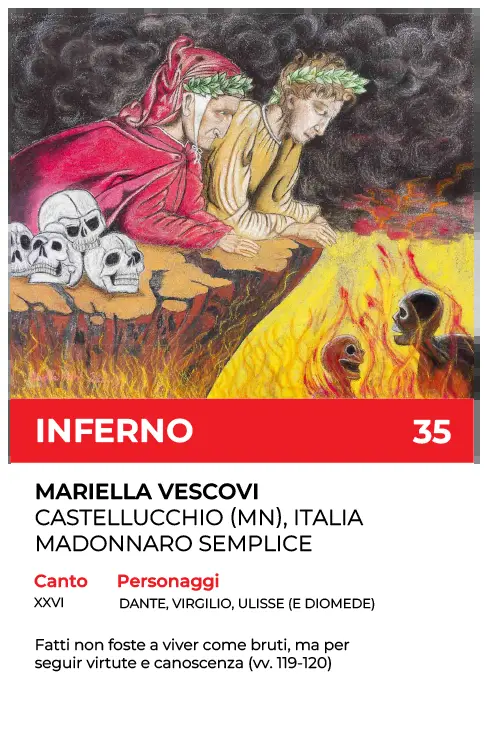 INFERNO 35
MARIELLA VESCOVI
CASTELLUCCHIO (MN), ITALIA
MADONNARO SEMPLICE
Canto Personaggi
XXVI DANTE, VIRGILIO, ULISSE (E DIOMEDE)
Fatti non foste a viver come bruti, ma per
seguir virtute e canoscenza (vv. 119-120)